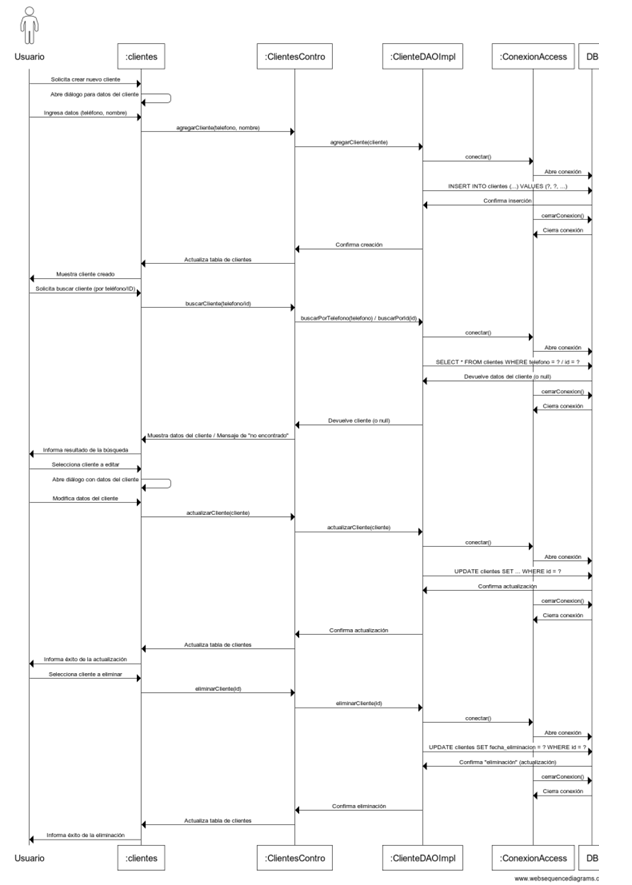 Usuario
:clientes
:ClientesContro
:ClienteDAOImpl
:ConexionAccess
DB
Solicita crear nuevo cliente
Abre diálogo para datos del cliente
Ingresa datos (teléfono, nombre)
agregarCliente(telefono, nombre)
agregarCliente(cliente)
conectar()
Abre conexión
INSERT INTO clientes (...) VALUES (?, ?, ...)
Confirma inserción
cerrarConexion()
Cierra conexión
Confirma creación
Actualiza tabla de clientes
Muestra cliente creado
Solicita buscar cliente (por teléfono/ID)
buscarCliente(telefono/id)
buscarPorTelefono(telefono) / buscarPorId(id)
conectar()
Abre conexión
SELECT * FROM clientes WHERE telefono = ? / id = ?
Devuelve datos del cliente (o null)
cerrarConexion()
Cierra conexión
Devuelve cliente (o null)
Muestra datos del cliente / Mensaje de "no encontrado"
Informa resultado de la búsqueda
Selecciona cliente a editar
Abre diálogo con datos del cliente
Modifica datos del cliente
actualizarCliente(cliente)
actualizarCliente(cliente)
conectar()
Abre conexión
UPDATE clientes SET ... WHERE id = ?
Confirma actualización
cerrarConexion()
Cierra conexión
Confirma actualización
Actualiza tabla de clientes
Informa éxito de la actualización
Selecciona cliente a eliminar
eliminarCliente(id)
eliminarCliente(id)
conectar()
Abre conexión
UPDATE clientes SET fecha_eliminacion = ? WHERE id = ?
Confirma "eliminación" (actualización)
cerrarConexion()
Cierra conexión
Confirma eliminación
Actualiza tabla de clientes
Informa éxito de la eliminación
Usuario
:clientes
:ClientesContro
:ClienteDAOImpl
:ConexionAccess
DB
www.websequencediagrams.c